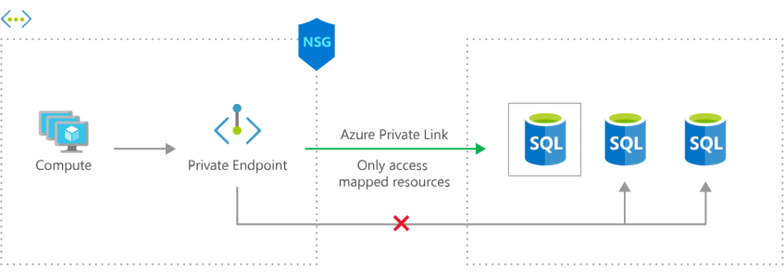 NSG
Azure Private Link
Compute
Private Endpoint
Only access
mapped resources
SQL
SQL
SQL